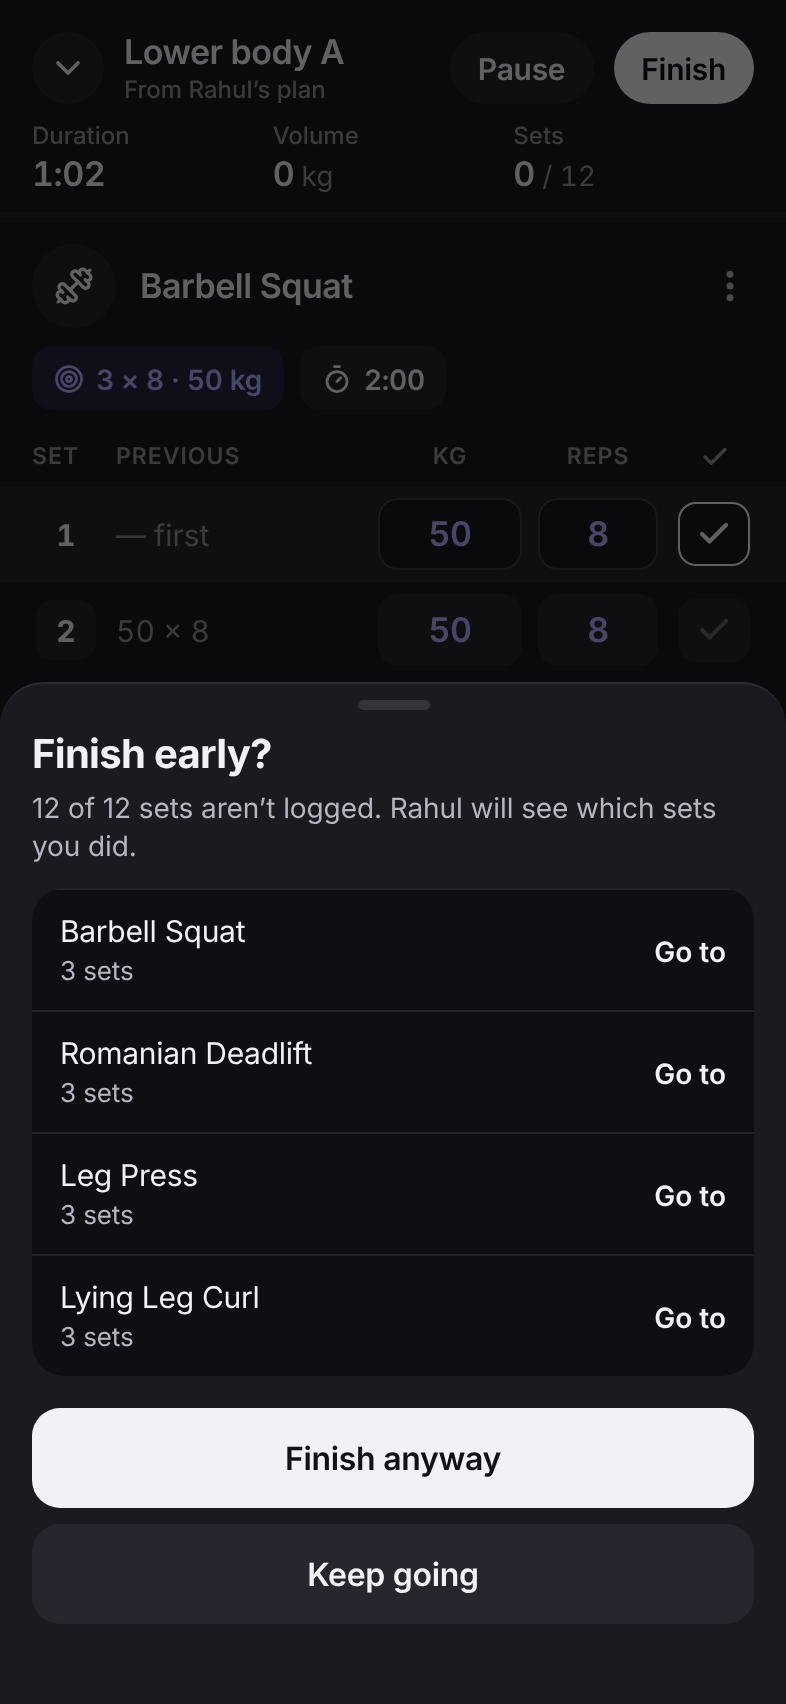 Lower body A
From Rahul's plan
Pause
Finish
Duration
1:02
Volume
0 kg
Sets
0 / 12
Barbell Squat
3 × 8 · 50 kg
2:00
SET PREVIOUS KG REPS
1 — first 50 8
2 50 × 8 50 8
Finish early?
12 of 12 sets aren’t logged. Rahul will see which sets
you did.
Barbell Squat
3 sets
Go to
Romanian Deadlift
3 sets
Go to
Leg Press
3 sets
Go to
Lying Leg Curl
3 sets
Go to
Finish anyway
Keep going